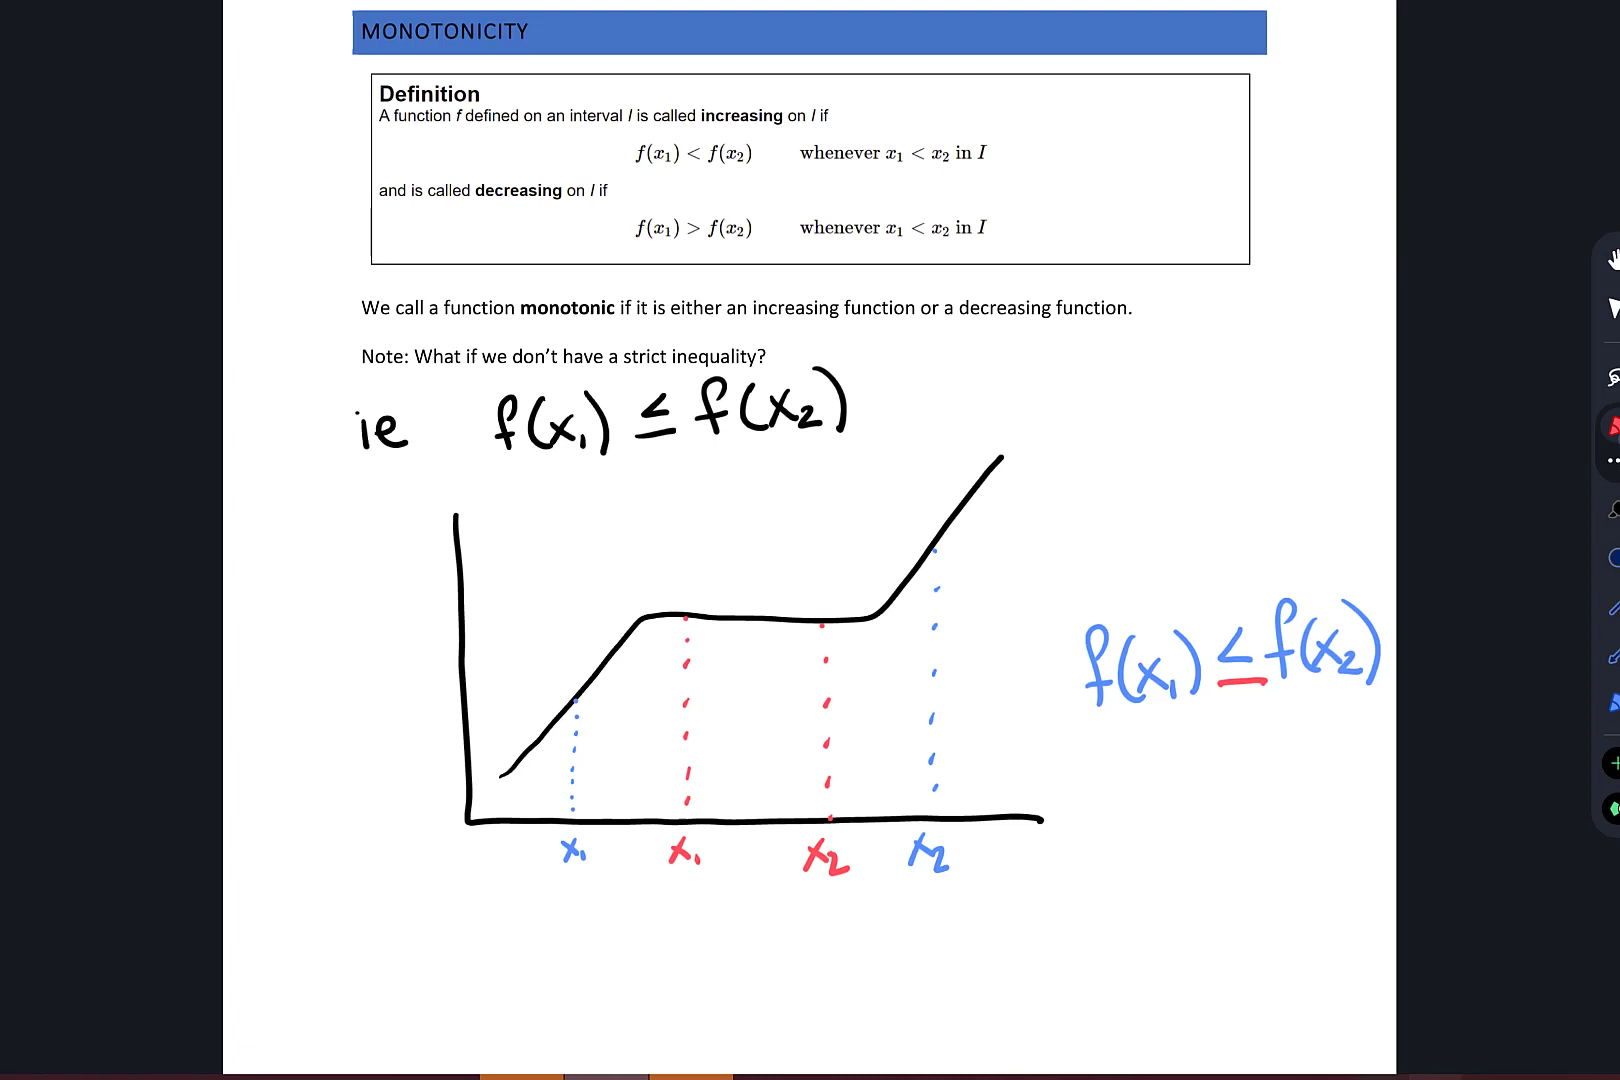 MONOTONICITY
Definition
A function f defined on an interval I is called increasing on I if
f(x₁) < f(x₂) whenever x₁ < x₂ in I
and is called decreasing on I if
f(x₁) > f(x₂) whenever x₁ < x₂ in I
We call a function monotonic if it is either an increasing function or a decreasing function.
Note: What if we don't have a strict inequality?
ie f(x₁) ≤ f(x₂)
f(x₁) ≤ f(x₂)
x₁ x₁ x₂ x₂